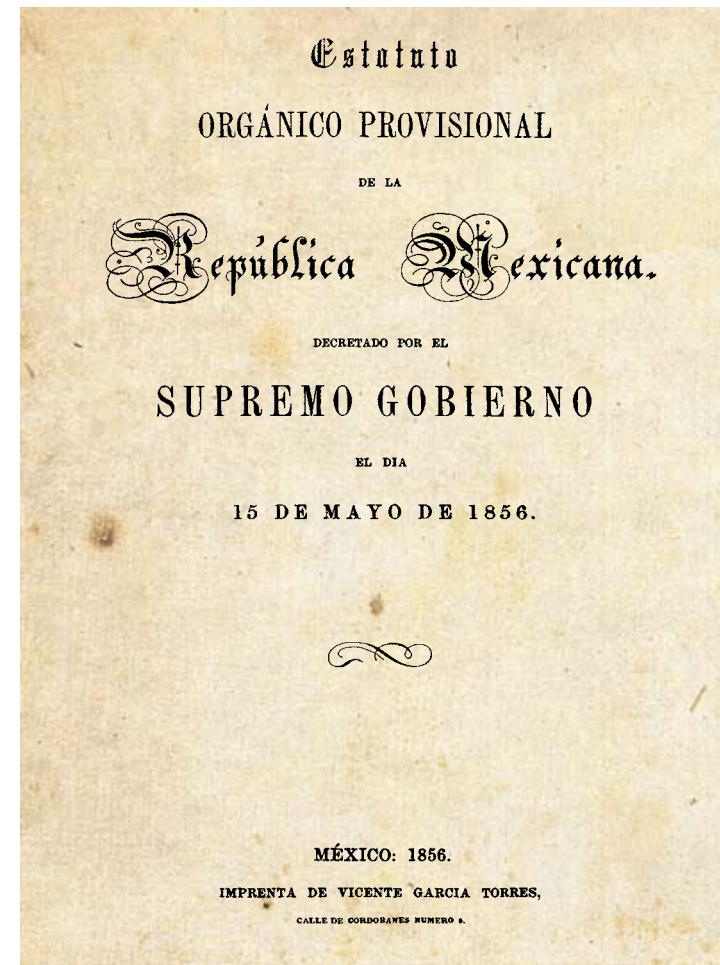 Estatuto
ORGÁNICO PROVISIONAL
DE LA
República Mexicana.
DECRETADO POR EL
SUPREMO GOBIERNO
EL DIA
15 DE MAYO DE 1856.
MÉXICO: 1856.
IMPRENTA DE VICENTE GARCIA TORRES,
CALLE DE CORDOBANES NUMERO